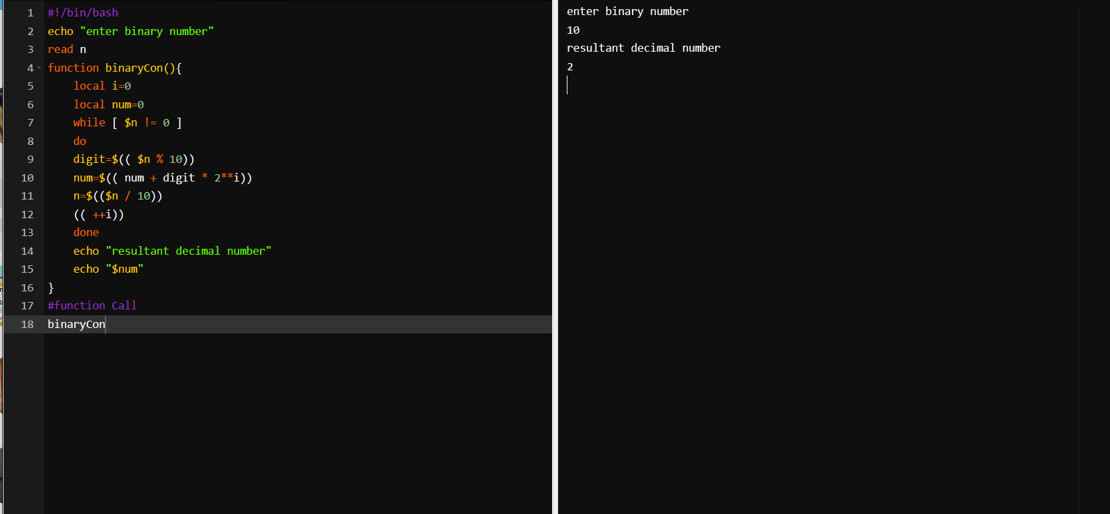 1 #!/bin/bash
2 echo "enter binary number"
3 read n
4 function binaryCon(){
5 local i=0
6 local num=0
7 while [ $n != 0 ]
8 do
9 digit=$(( $n % 10))
10 num=$(( num + digit * 2**i))
11 n=$(($n / 10))
12 (( ++i))
13 done
14 echo "resultant decimal number"
15 echo "$num"
16 }
17 #function Call
18 binaryCon
enter binary number
10
resultant decimal number
2